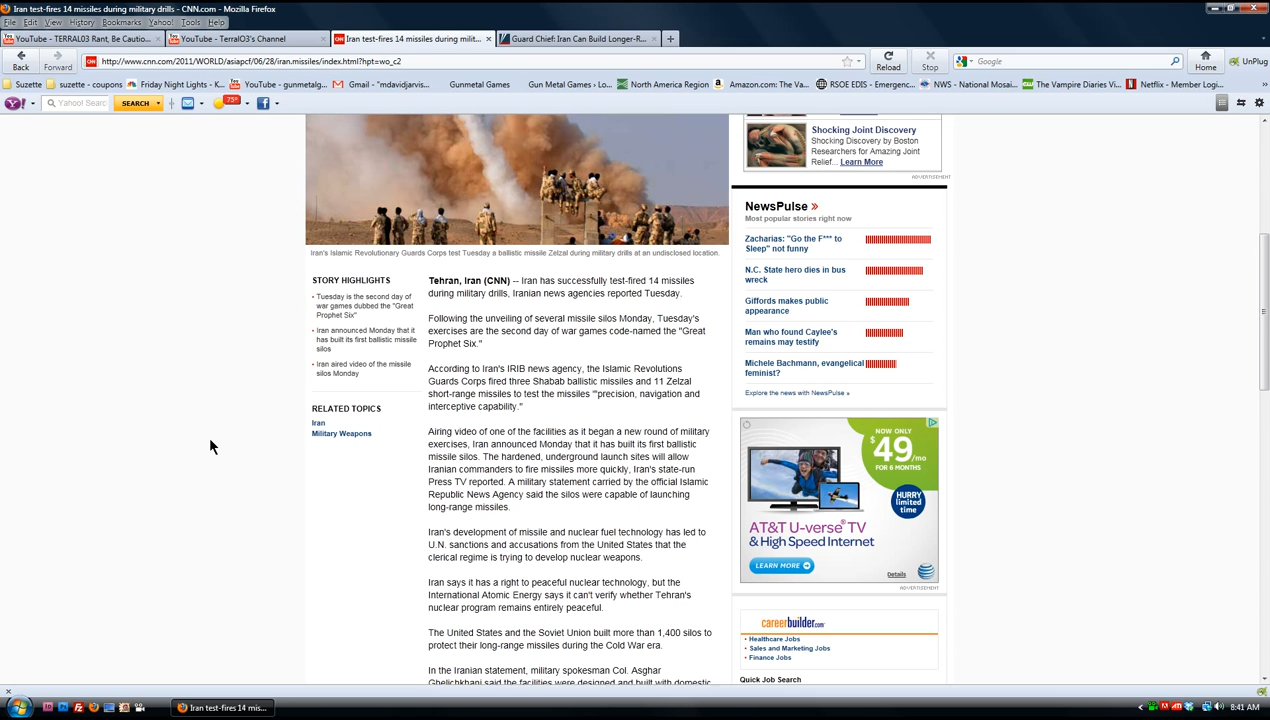 Iran test-fires 14 missiles during military drills - CNN.com - Mozilla Firefox
File Edit View History Bookmarks Yahoo! Tools Help
YouTube - TERRAL03 Rant, Be Cautio...
YouTube - TerralO3's Channel
Iran test-fires 14 missiles during milit...
Guard Chief: Iran Can Build Longer-R...
Back Forward
http://www.cnn.com/2011/WORLD/asiapcf/06/28/iran.missiles/index.html?hpt=wo_c2
Reload Stop
Google
Home
UnPlug
Suzette
suzette - coupons
Friday Night Lights - K...
YouTube - gunmetalg...
Gmail - "mdavidjarvis...
Gunmetal Games
Gun Metal Games - Lo...
North America Region
Amazon.com: The Va...
RSOE EDIS - Emergenc...
NWS - National Mosai...
The Vampire Diaries Vi...
Netflix - Member Logi...
Yahoo! Searc
SEARCH
75°
Shocking Joint Discovery
Shocking Discovery by Boston
Researchers for Amazing Joint
Relief... Learn More
ADVERTISEMENT
Iran's Islamic Revolutionary Guards Corps test Tuesday a ballistic missile Zelzal during military drills at an undisclosed location.
STORY HIGHLIGHTS
• Tuesday is the second day of
war games dubbed the "Great
Prophet Six"
• Iran announced Monday that it
has built its first ballistic missile
silos
• Iran aired video of the missile
silos Monday
RELATED TOPICS
Iran
Military Weapons
Tehran, Iran (CNN) -- Iran has successfully test-fired 14 missiles
during military drills, Iranian news agencies reported Tuesday.
Following the unveiling of several missile silos Monday, Tuesday's
exercises are the second day of war games code-named the "Great
Prophet Six."
According to Iran's IRIB news agency, the Islamic Revolutions
Guards Corps fired three Shabab ballistic missiles and 11 Zelzal
short-range missiles to test the missiles '"precision, navigation and
interceptive capability."
Airing video of one of the facilities as it began a new round of military
exercises, Iran announced Monday that it has built its first ballistic
missile silos. The hardened, underground launch sites will allow
Iranian commanders to fire missiles more quickly, Iran's state-run
Press TV reported. A military statement carried by the official Islamic
Republic News Agency said the silos were capable of launching
long-range missiles.
Iran's development of missile and nuclear fuel technology has led to
U.N. sanctions and accusations from the United States that the
clerical regime is trying to develop nuclear weapons.
Iran says it has a right to peaceful nuclear technology, but the
International Atomic Energy says it can't verify whether Tehran's
nuclear program remains entirely peaceful.
The United States and the Soviet Union built more than 1,400 silos to
protect their long-range missiles during the Cold War era.
In the Iranian statement, military spokesman Col. Asghar
Ghelichkhani said the facilities were designed and built with domestic
NewsPulse »
Most popular stories right now
Zacharias: "Go the F*** to
Sleep" not funny
N.C. State hero dies in bus
wreck
Giffords makes public
appearance
Man who found Caylee's
remains may testify
Michele Bachmann, evangelical
feminist?
Explore the news with NewsPulse »
NOW ONLY
$49/mo
FOR 6 MONTHS
HURRY
limited
time
AT&T U-verse® TV
& High Speed Internet
LEARN MORE
Details
at&t
ADVERTISEMENT
careerbuilder.com
• Healthcare Jobs
• Sales and Marketing Jobs
• Finance Jobs
Quick Job Search
Iran test-fires 14 mis...
8:41 AM